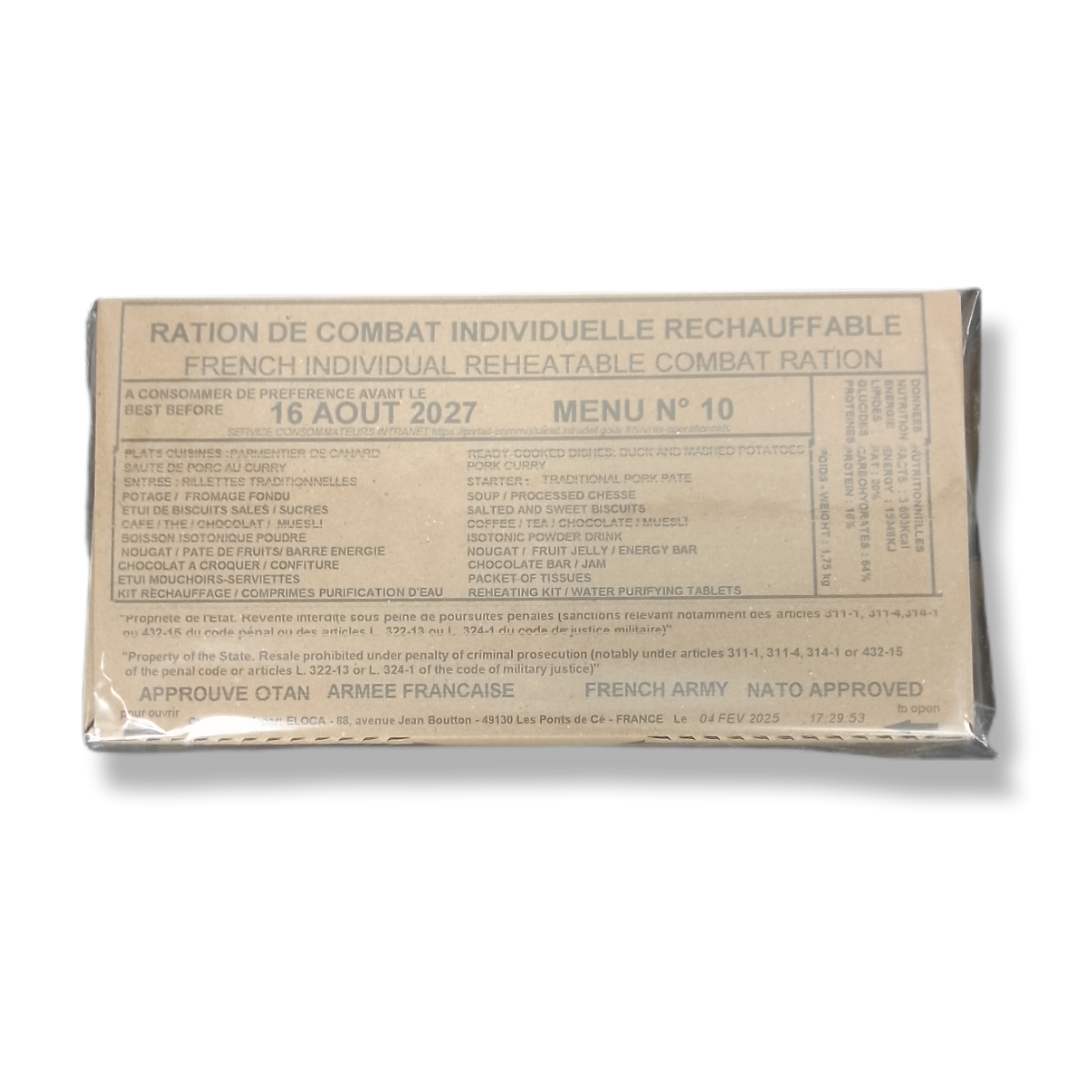 RATION DE COMBAT INDIVIDUELLE RECHAUFFABLE
FRENCH INDIVIDUAL REHEATABLE COMBAT RATION
A CONSOMMER DE PREFERENCE AVANT LE
BEST BEFORE 16 AOUT 2027 MENU N° 10
SERVICE CONSOMMATEURS INTRANET
PLATS CUISINES : PARMENTIER DE CANARD
SAUTE DE PORC AU CURRY
ENTRES : RILLETTES TRADITIONNELLES
POTAGE / FROMAGE FONDU
ETUI DE BISCUITS SALES / SUCRES
CAFE / THE / CHOCOLAT / MUESLI
BOISSON ISOTONIQUE POUDRE
NOUGAT / PATE DE FRUITS/ BARRE ENERGIE
CHOCOLAT A CROQUER / CONFITURE
ETUI MOUCHOIRS-SERVIETTES
KIT RECHAUFFAGE / COMPRIMES PURIFICATION D'EAU
READY-COOKED DISHES: DUCK AND MASHED POTATOES
PORK CURRY
STARTER : TRADITIONAL PORK PATE
SOUP / PROCESSED CHESSE
SALTED AND SWEET BISCUITS
COFFEE / TEA / CHOCOLATE / MUESLI
ISOTONIC POWDER DRINK
NOUGAT / FRUIT JELLY / ENERGY BAR
CHOCOLATE BAR / JAM
PACKET OF TISSUES
REHEATING KIT / WATER PURIFYING TABLETS
POIDS - WEIGHT : 1,75 kg
DONNEES NUTRITIONNELLES
NUTRITION FACTS : 3 600Kcal
ENERGIE ENERGY : 15048KJ
LIPIDES FAT : 20%
GLUCIDES CARBOHYDRATES : 64%
PROTEINES PROTEIN : 16%
"Propriété de l'Etat. Revente interdite sous peine de poursuites pénales (sanctions relevant notamment des articles 311-1, 311-4,314-1
ou 432-15 du code pénal ou des articles L. 322-13 ou L. 324-1 du code de justice militaire)"
"Property of the State. Resale prohibited under penalty of criminal prosecution (notably under articles 311-1, 311-4, 314-1 or 432-15
of the penal code or articles L. 322-13 or L. 324-1 of the code of military justice)"
APPROUVE OTAN ARMEE FRANCAISE FRENCH ARMY NATO APPROVED
pour ouvrir to open
ELOCA - 88, avenue Jean Boutton - 49130 Les Ponts de Cé - FRANCE Le 04 FEV 2025 17:29:53